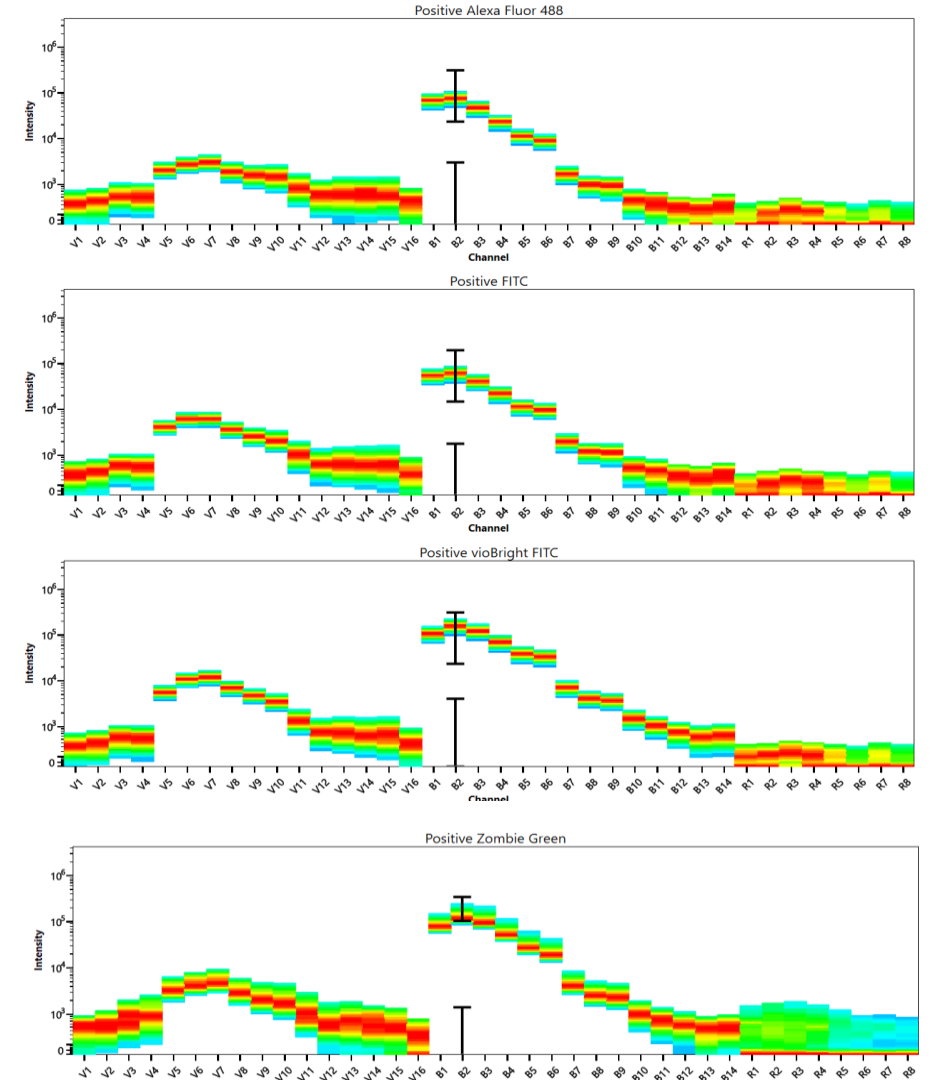 Positive Alexa Fluor 488
10⁶
10⁵
10⁴
10³
0
Intensity
V1 V2 V3 V4 V5 V6 V7 V8 V9 V10 V11 V12 V13 V14 V15 V16 B1 B2 B3 B4 B5 B6 B7 B8 B9 B10 B11 B12 B13 B14 R1 R2 R3 R4 R5 R6 R7 R8
Channel
Positive FITC
10⁶
10⁵
10⁴
10³
0
Intensity
V1 V2 V3 V4 V5 V6 V7 V8 V9 V10 V11 V12 V13 V14 V15 V16 B1 B2 B3 B4 B5 B6 B7 B8 B9 B10 B11 B12 B13 B14 R1 R2 R3 R4 R5 R6 R7 R8
Channel
Positive vioBright FITC
10⁶
10⁵
10⁴
10³
0
Intensity
V1 V2 V3 V4 V5 V6 V7 V8 V9 V10 V11 V12 V13 V14 V15 V16 B1 B2 B3 B4 B5 B6 B7 B8 B9 B10 B11 B12 B13 B14 R1 R2 R3 R4 R5 R6 R7 R8
Channel
Positive Zombie Green
10⁶
10⁵
10⁴
10³
0
Intensity
V1 V2 V3 V4 V5 V6 V7 V8 V9 V10 V11 V12 V13 V14 V15 V16 B1 B2 B3 B4 B5 B6 B7 B8 B9 B10 B11 B12 B13 B14 R1 R2 R3 R4 R5 R6 R7 R8